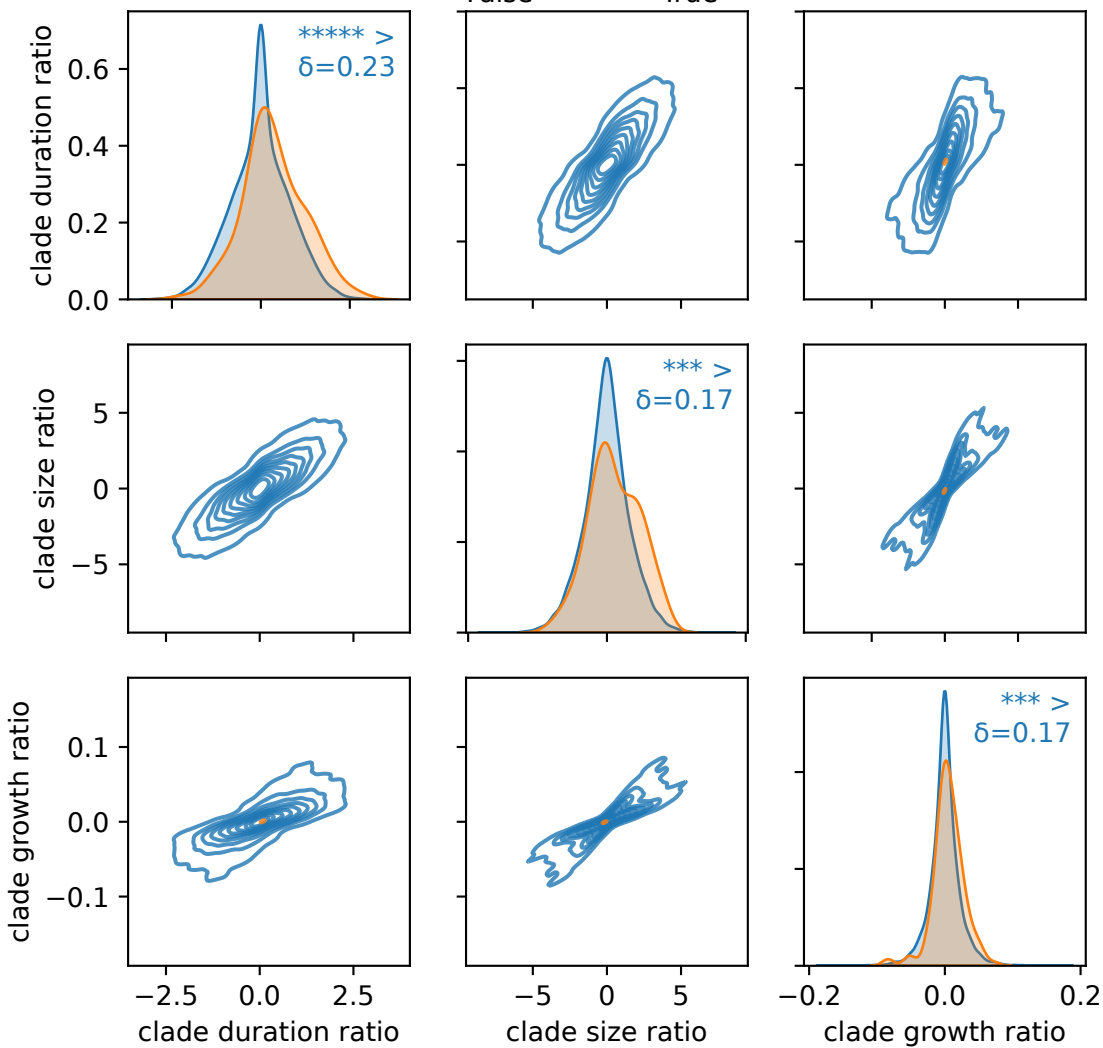 clade duration ratio
0.6
0.4
0.2
0.0
***** >
δ=0.23
clade size ratio
5
0
−5
*** >
δ=0.17
clade growth ratio
0.1
0.0
−0.1
*** >
δ=0.17
−2.5 0.0 2.5
−5 0 5
−0.2 0.0 0.2
clade duration ratio
clade size ratio
clade growth ratio